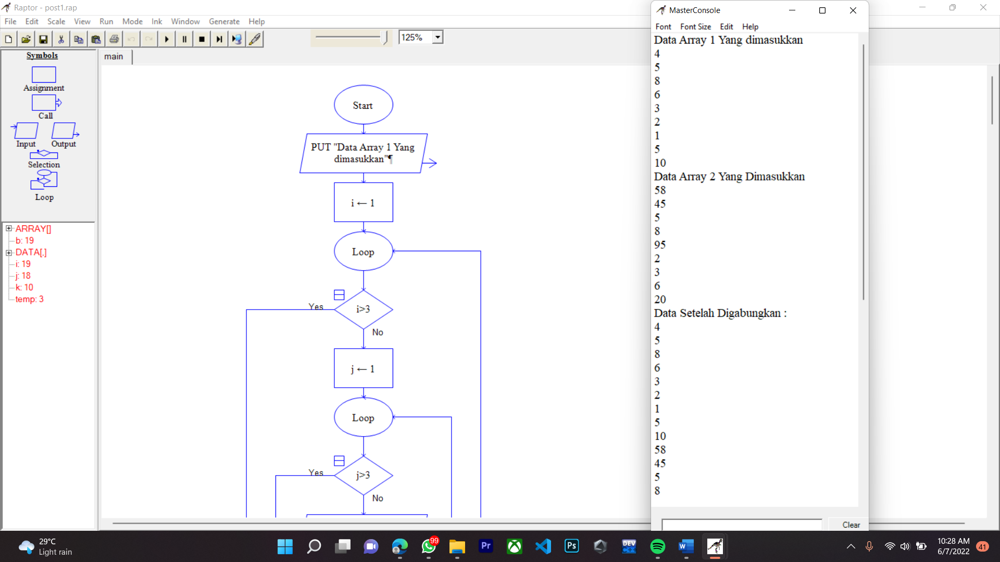 Raptor - post1.rap
File Edit Scale View Run Mode Ink Window Generate Help
125%
Symbols
Assignment
Call
Input Output
Selection
Loop
ARRAY[]
b: 19
DATA[,]
i: 19
j: 18
k: 10
temp: 3
main
Start
PUT "Data Array 1 Yang
dimasukkan"¶
i ← 1
Loop
Yes
i>3
No
j ← 1
Loop
Yes
j>3
No
MasterConsole
Font Font Size Edit Help
Data Array 1 Yang dimasukkan
4
5
8
6
3
2
1
5
10
Data Array 2 Yang Dimasukkan
58
45
5
8
95
2
3
6
20
Data Setelah Digabungkan :
4
5
8
6
3
2
1
5
10
58
45
5
8
Clear
29°C
Light rain
99
Pr
Ps
DEV
C++
W
10:28 AM
6/7/2022
41